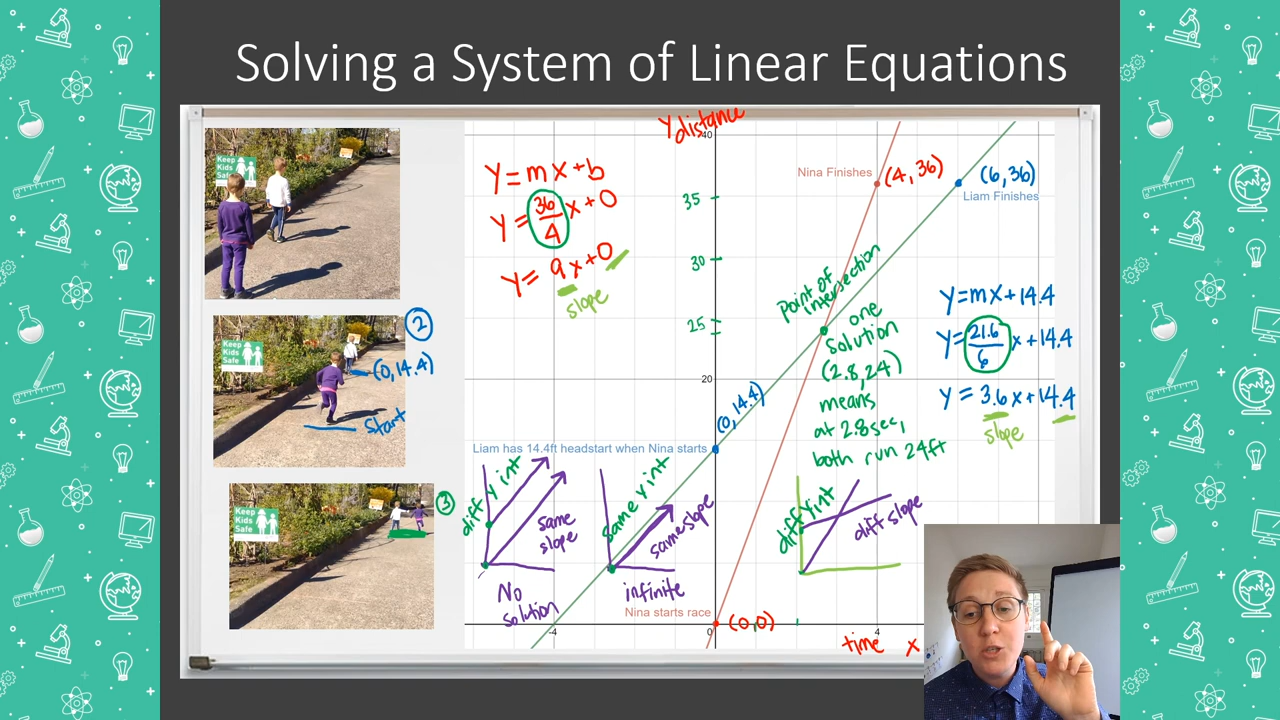 Solving a System of Linear Equations
Keep
Kids
Safe
②
Keep
Kids
Safe
(0,14.4)
Start
③
Keep
Kids
Safe
Y distance
40
35
30
25
20
0
-4
4
time x
Y=mx+b
Y=36/4x+0
Y=9x+0
slope
Nina Finishes
(4,36)
(6,36)
Liam Finishes
Point of
intersection
one
solution
(2.8,24)
means
at 2.8sec,
both run 24ft
Y=mx+14.4
Y=21.6/6x+14.4
Y=3.6x+14.4
slope
(0,14.4)
Liam has 14.4ft headstart when Nina starts
diff y int
same
slope
No
solution
same y int
same slope
infinite
diff yint
diff slope
Nina starts race
(0,0)